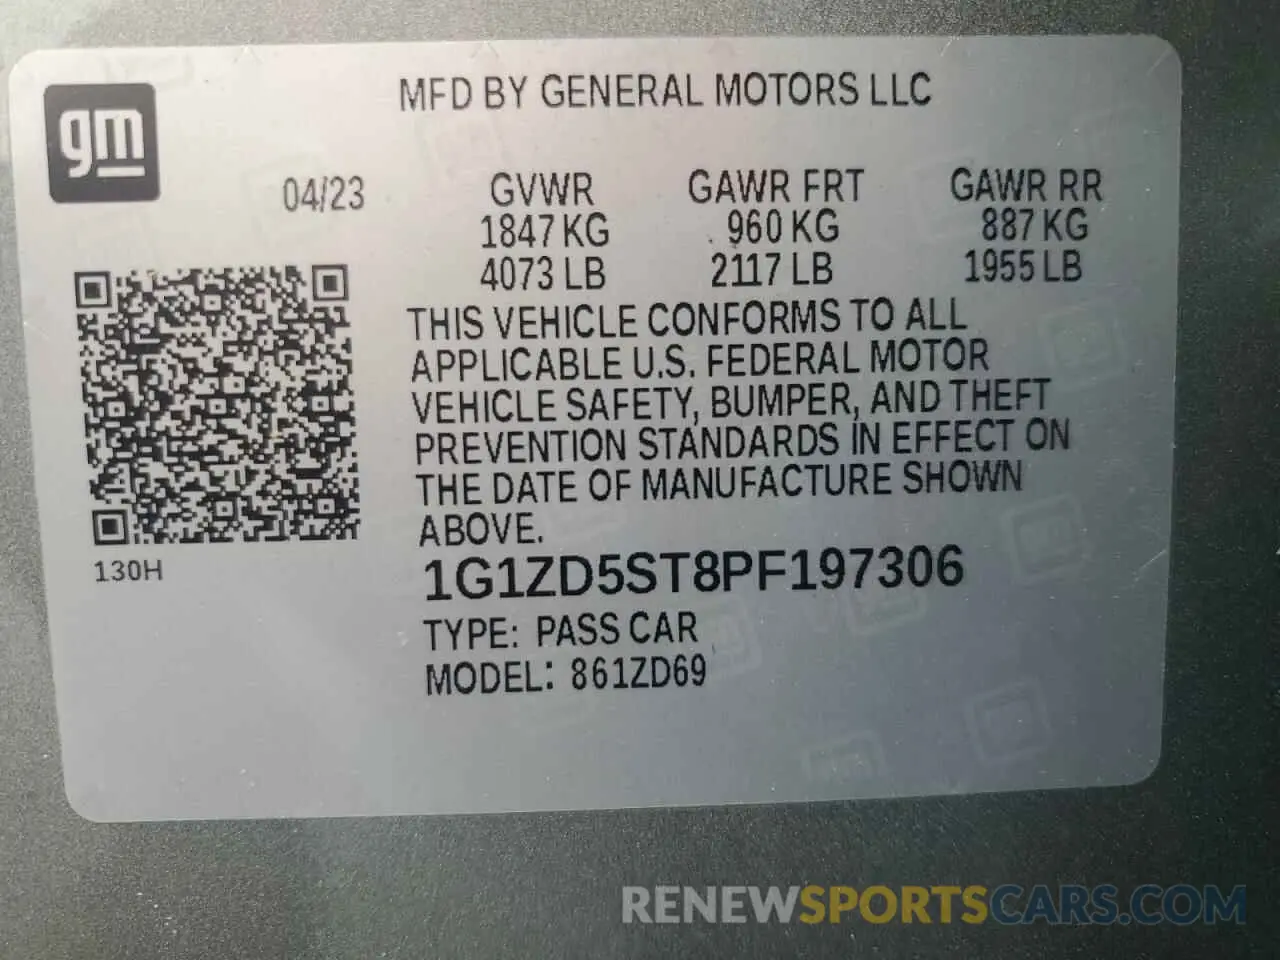 gm
MFD BY GENERAL MOTORS LLC
04/23 GVWR GAWR FRT GAWR RR
1847 KG 960 KG 887 KG
4073 LB 2117 LB 1955 LB
THIS VEHICLE CONFORMS TO ALL
APPLICABLE U.S. FEDERAL MOTOR
VEHICLE SAFETY, BUMPER, AND THEFT
PREVENTION STANDARDS IN EFFECT ON
THE DATE OF MANUFACTURE SHOWN
ABOVE.
130H
1G1ZD5ST8PF197306
TYPE: PASS CAR
MODEL: 861ZD69
RENEWSPORTSCARS.COM